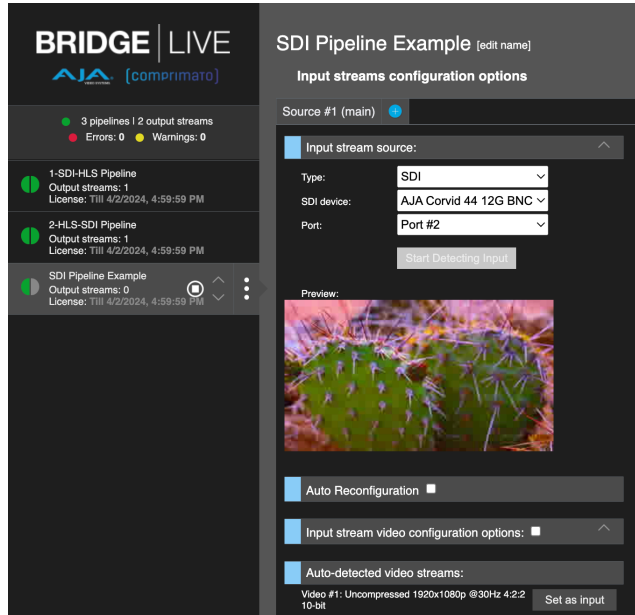 BRIDGE LIVE
AJA VIDEO SYSTEMS [comprimato]
3 pipelines | 2 output streams
Errors: 0 Warnings: 0
1-SDI-HLS Pipeline
Output streams: 1
License: Till 4/2/2024, 4:59:59 PM
2-HLS-SDI Pipeline
Output streams: 1
License: Till 4/2/2024, 4:59:59 PM
SDI Pipeline Example
Output streams: 0
License: Till 4/2/2024, 4:59:59 PM
SDI Pipeline Example [edit name]
Input streams configuration options
Source #1 (main)
Input stream source:
Type: SDI
SDI device: AJA Corvid 44 12G BNC
Port: Port #2
Start Detecting Input
Preview:
Auto Reconfiguration
Input stream video configuration options:
Auto-detected video streams:
Video #1: Uncompressed 1920x1080p @30Hz 4:2:2
10-bit
Set as input